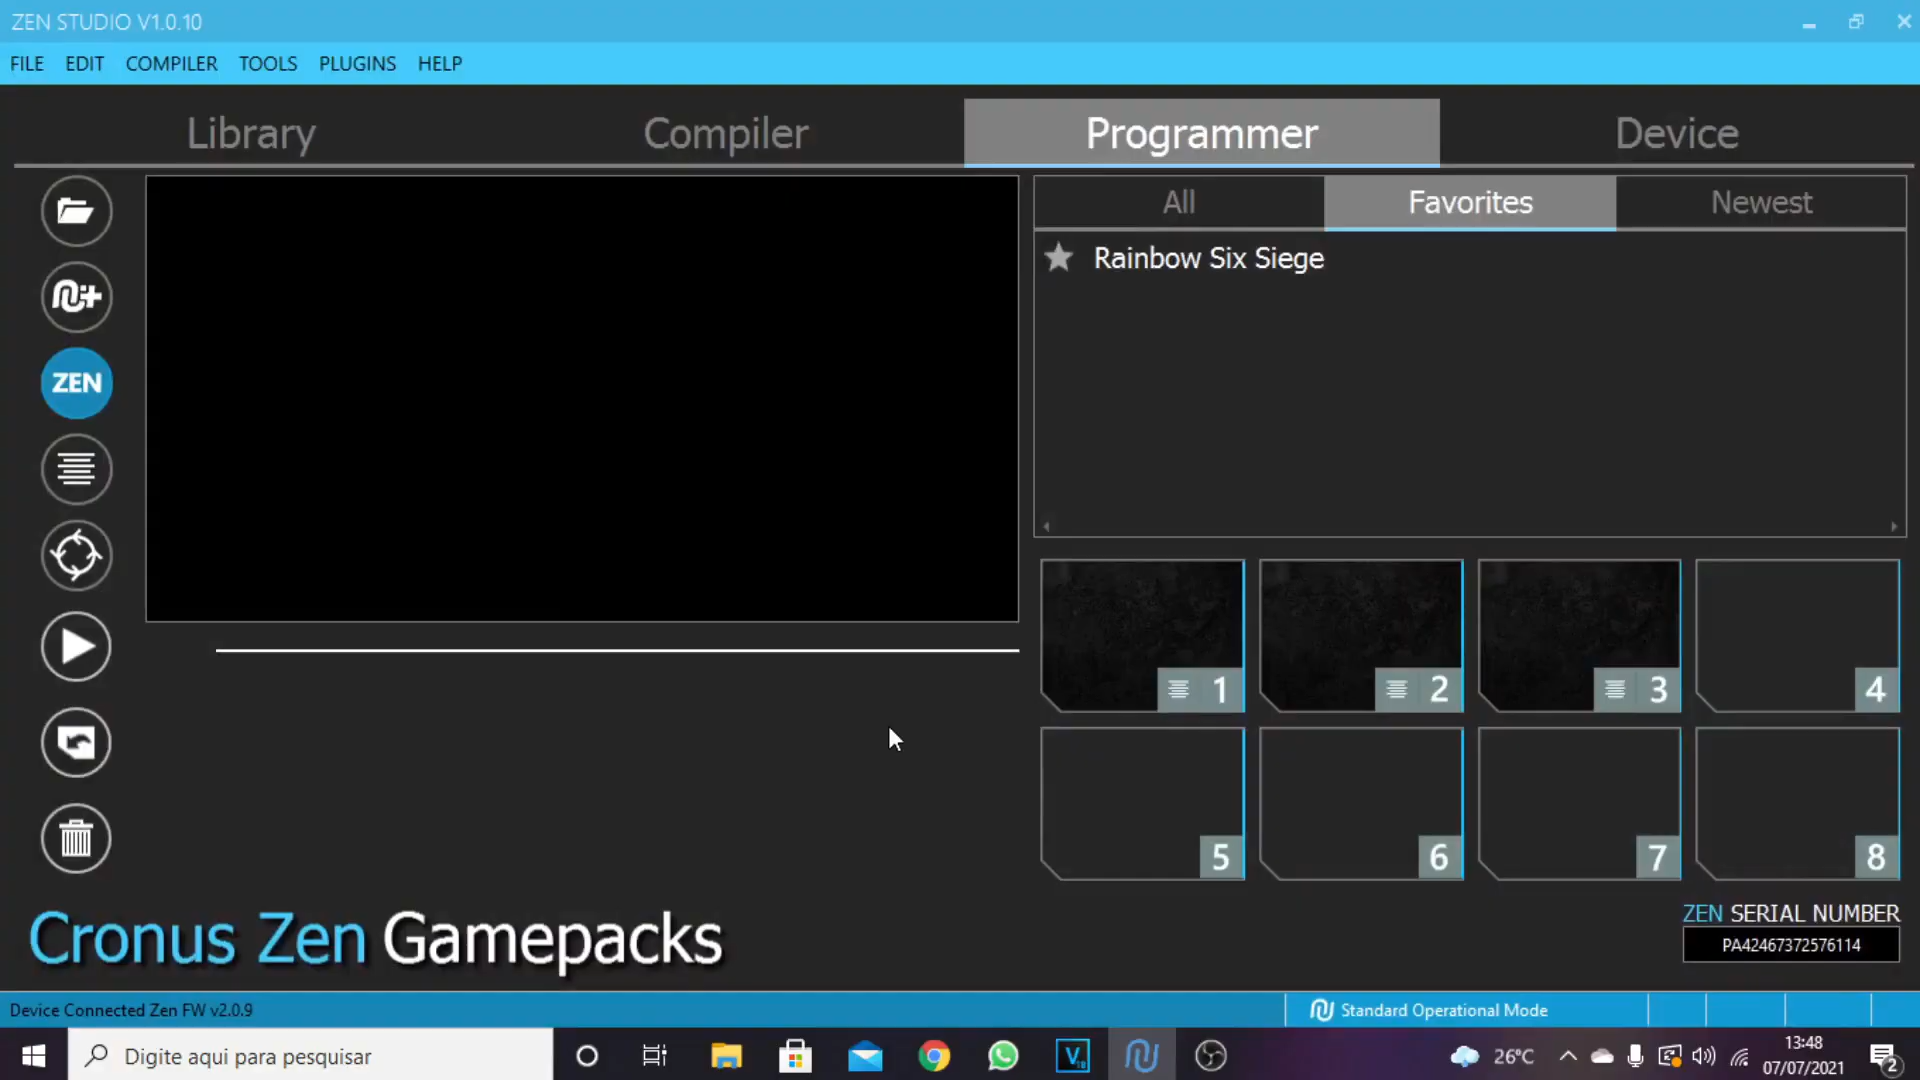 ZEN STUDIO V1.0.10
FILE EDIT COMPILER TOOLS PLUGINS HELP
Library Compiler Programmer Device
All Favorites Newest
Rainbow Six Siege
ZEN
1 2 3 4
5 6 7 8
Cronus Zen Gamepacks
ZEN SERIAL NUMBER
PA42467372576114
Device Connected Zen FW v2.0.9
Standard Operational Mode
Digite aqui para pesquisar
26°C
13:48
07/07/2021
2